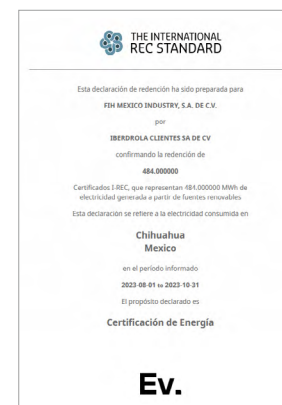 THE INTERNATIONAL
REC STANDARD
Esta declaración de redención ha sido preparada para
FIH MEXICO INDUSTRY, S.A. DE C.V.
por
IBERDROLA CLIENTES SA DE CV
confirmando la redención de
484.000000
Certificados I-REC, que representan 484.000000 MWh de
electricidad generada a partir de fuentes renovables
Esta declaración se refiere a la electricidad consumida en
Chihuahua
Mexico
en el período informado
2023-08-01 to 2023-10-31
El propósito declarado es
Certificación de Energía
Ev.